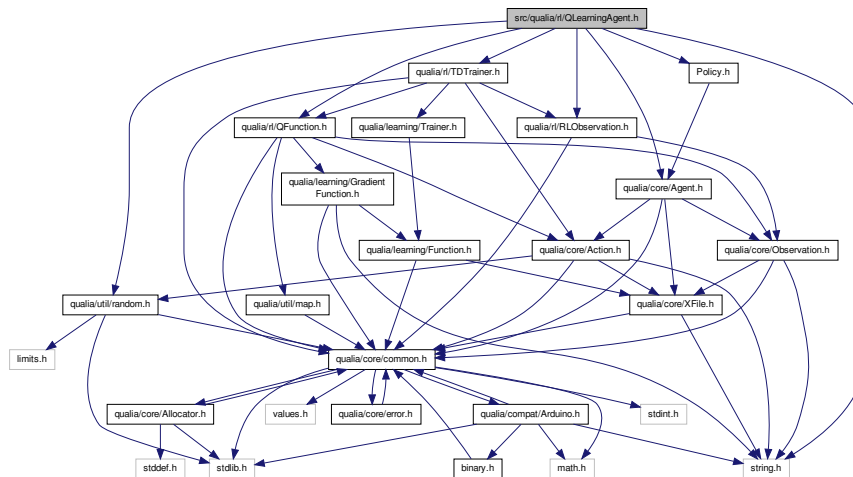 src/qualia/rl/QLearningAgent.h
qualia/rl/TDTrainer.h
Policy.h
qualia/rl/QFunction.h
qualia/learning/Trainer.h
qualia/rl/RLObservation.h
qualia/learning/Gradient
Function.h
qualia/core/Agent.h
qualia/learning/Function.h
qualia/core/Action.h
qualia/core/Observation.h
qualia/util/random.h
qualia/util/map.h
qualia/core/XFile.h
limits.h
qualia/core/common.h
qualia/core/Allocator.h
values.h
qualia/core/error.h
qualia/compat/Arduino.h
stdint.h
stddef.h
stdlib.h
binary.h
math.h
string.h